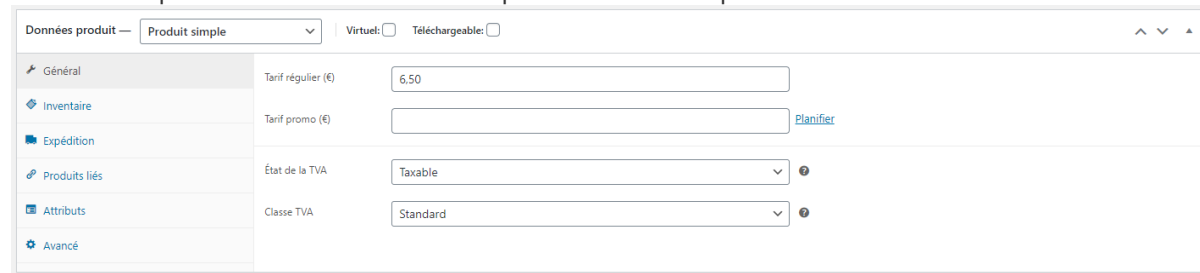 Données produit — Produit simple Virtuel: Téléchargeable:
Général
Tarif régulier (€) 6,50
Inventaire
Tarif promo (€) Planifier
Expédition
Produits liés
État de la TVA Taxable
Attributs
Classe TVA Standard
Avancé